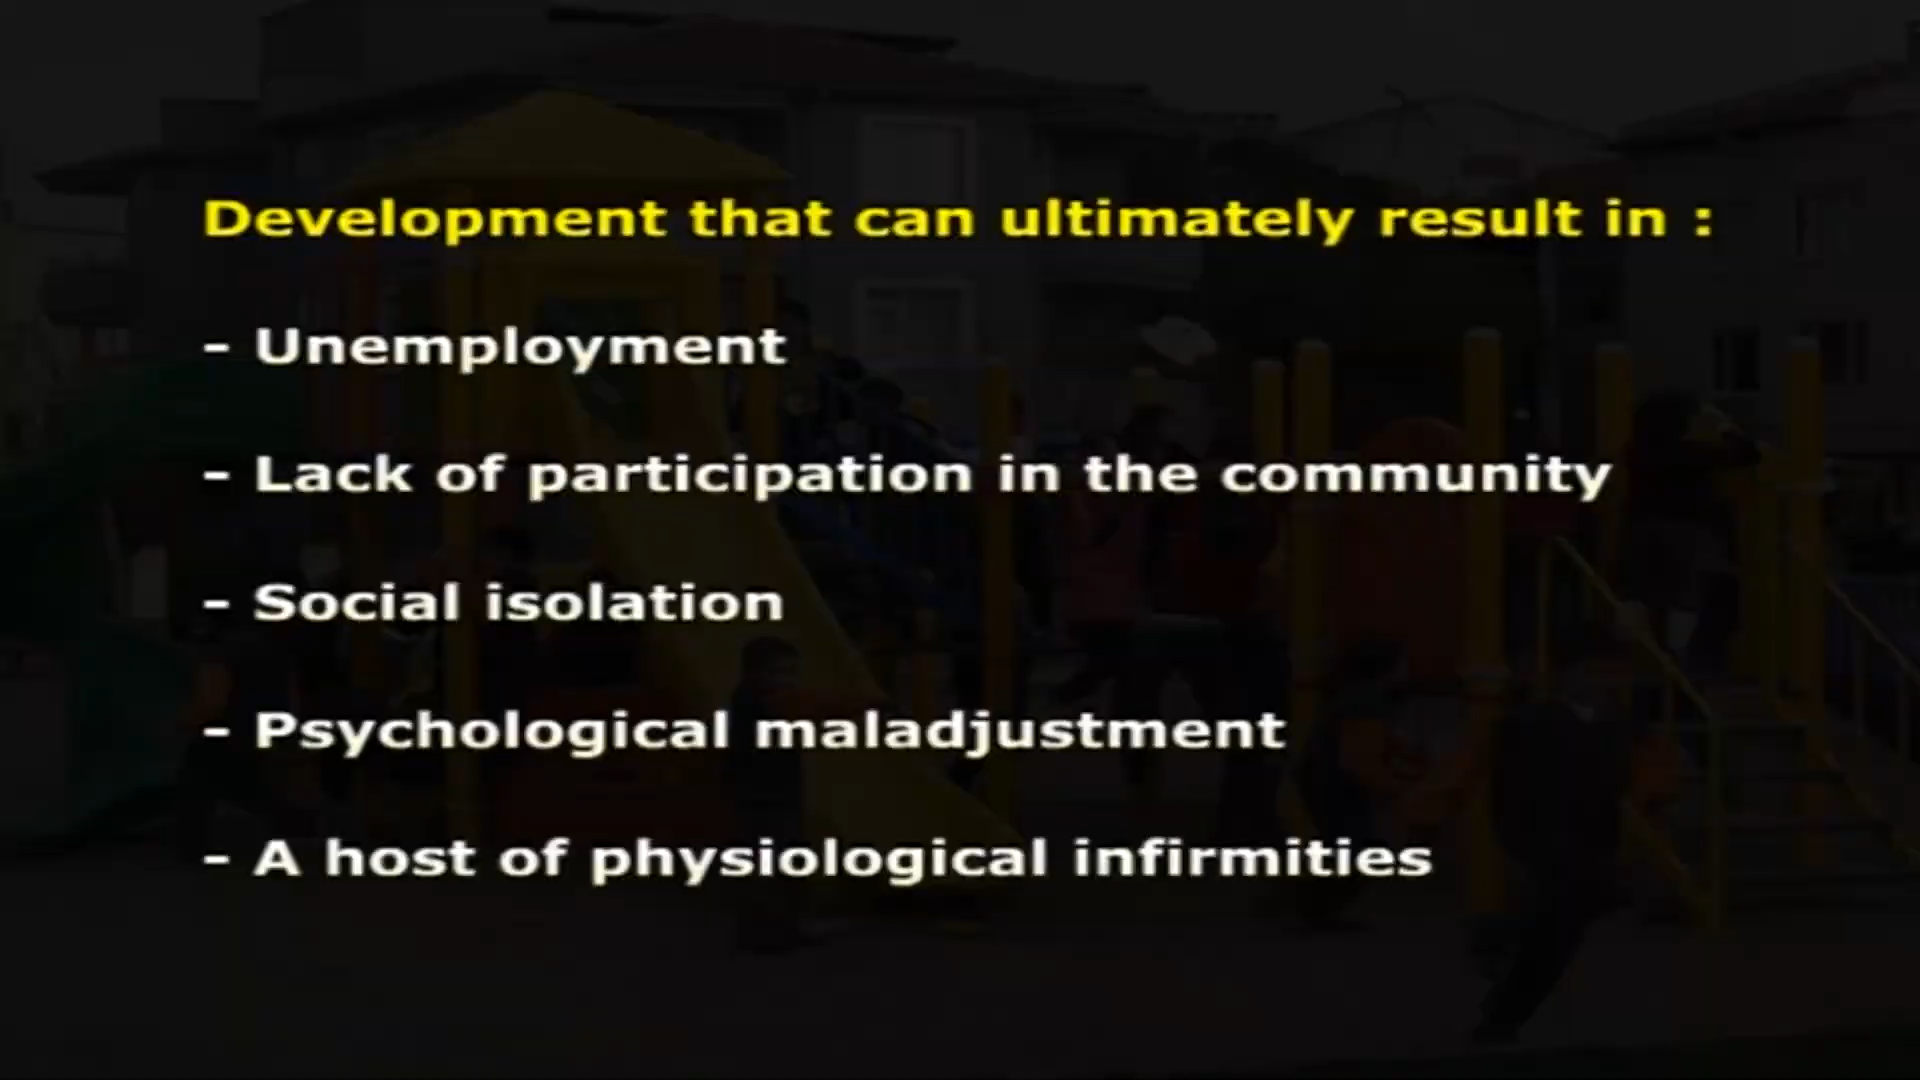 Development that can ultimately result in :
- Unemployment
- Lack of participation in the community
- Social isolation
- Psychological maladjustment
- A host of physiological infirmities